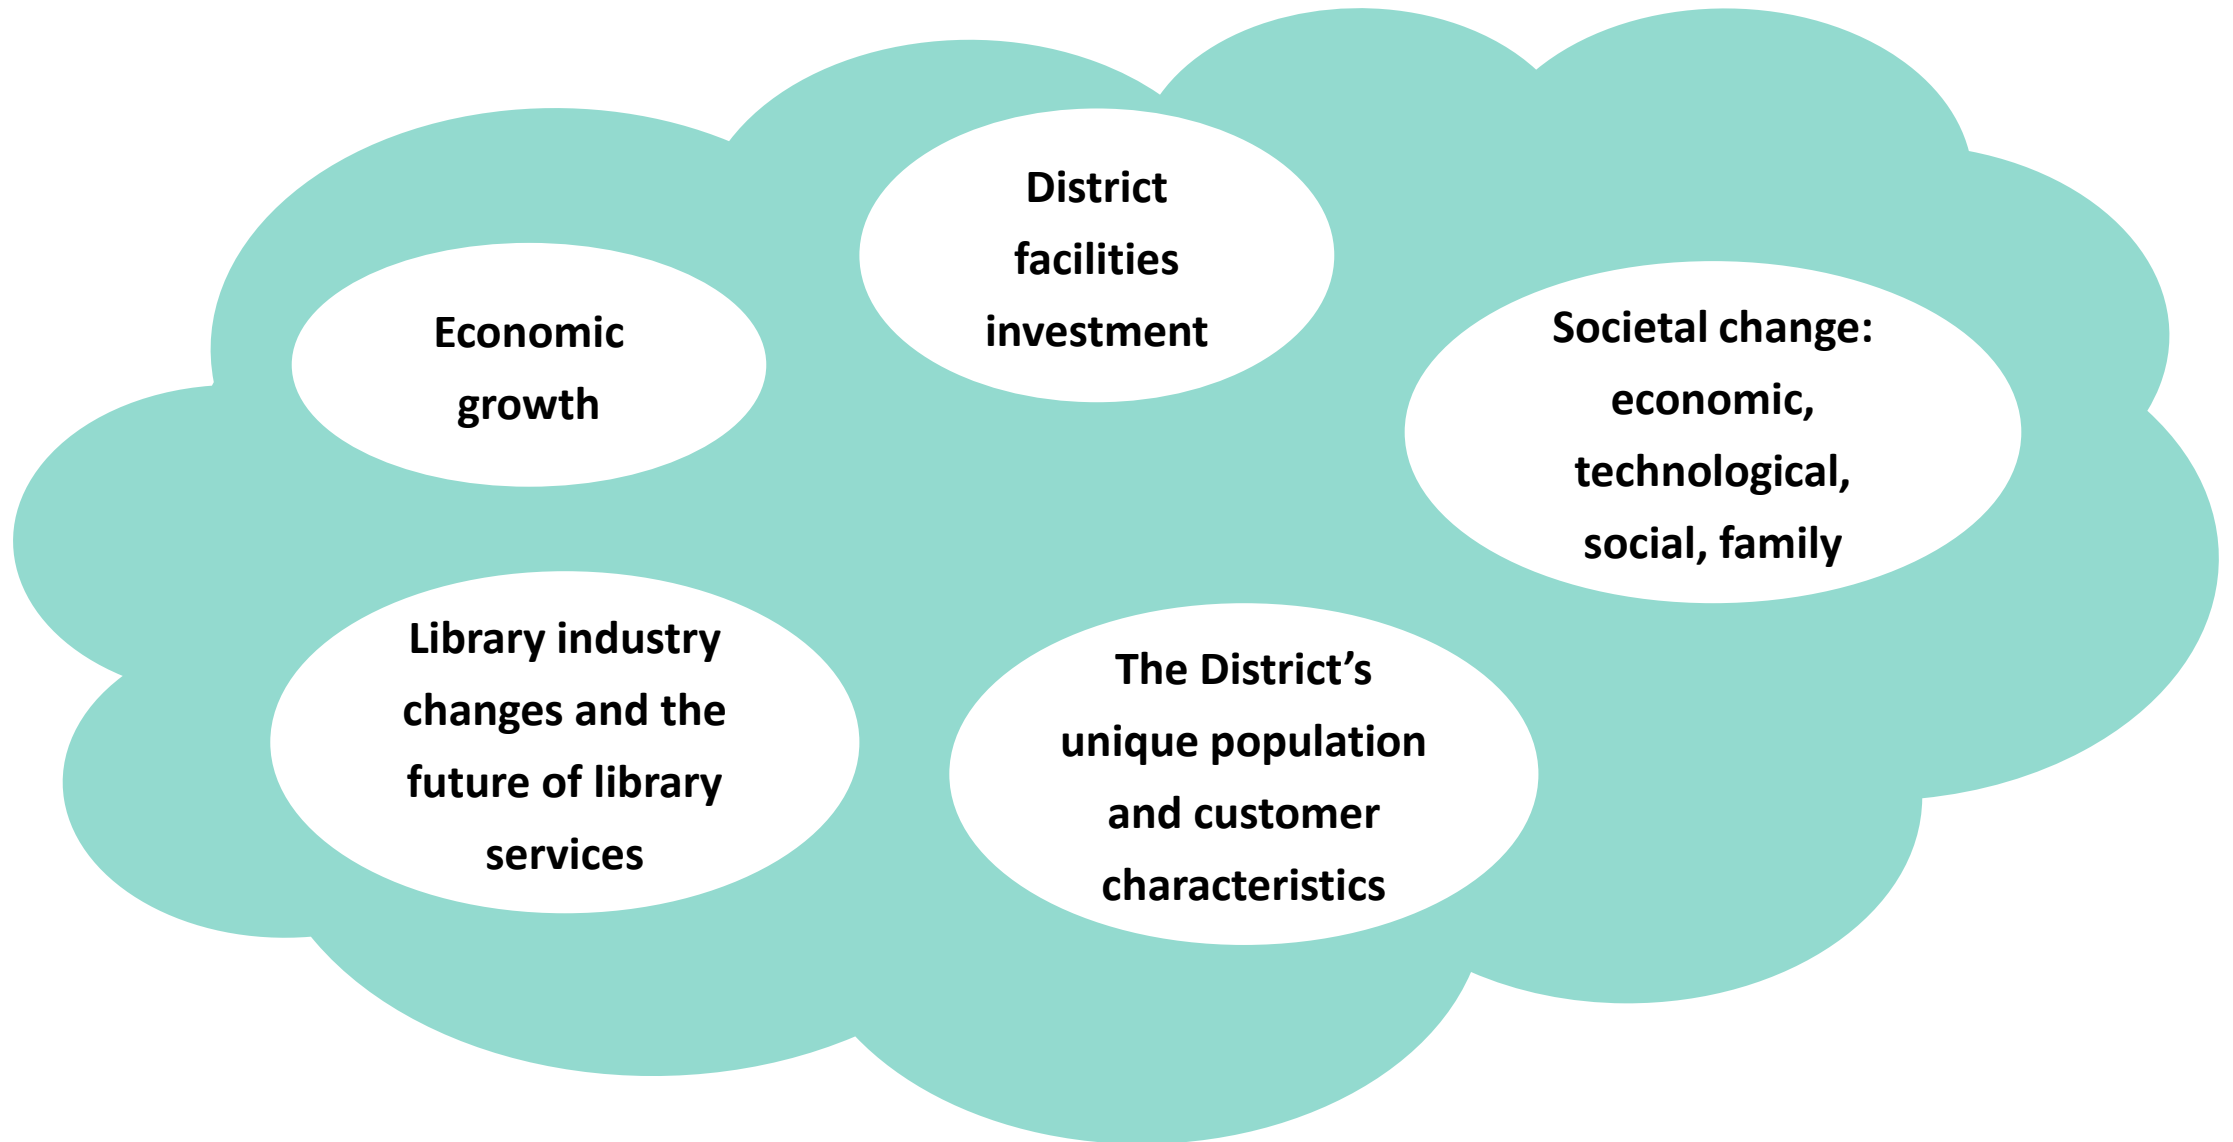 District
facilities
investment
Economic
growth
Societal change:
economic,
technological,
social, family
Library industry
changes and the
future of library
services
The District’s
unique population
and customer
characteristics